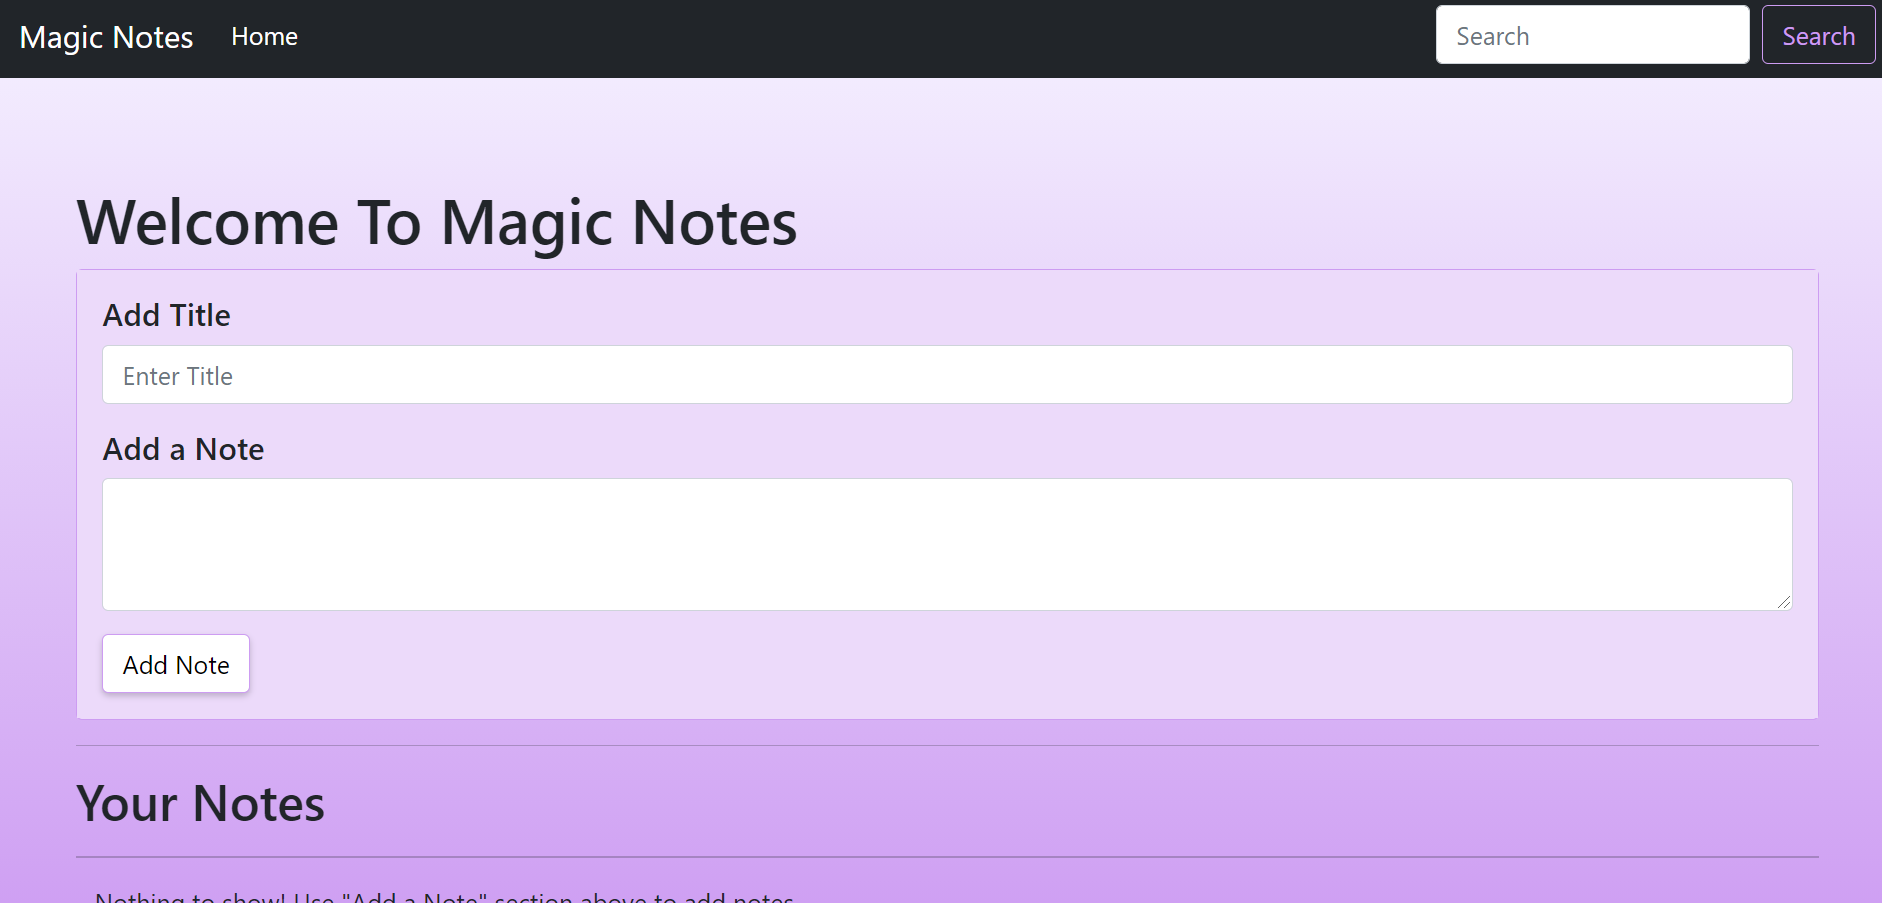 Magic Notes Home Search Search
Welcome To Magic Notes
Add Title
Enter Title
Add a Note
Add Note
Your Notes
Nothing to show! Use "Add a Note" section above to add notes.